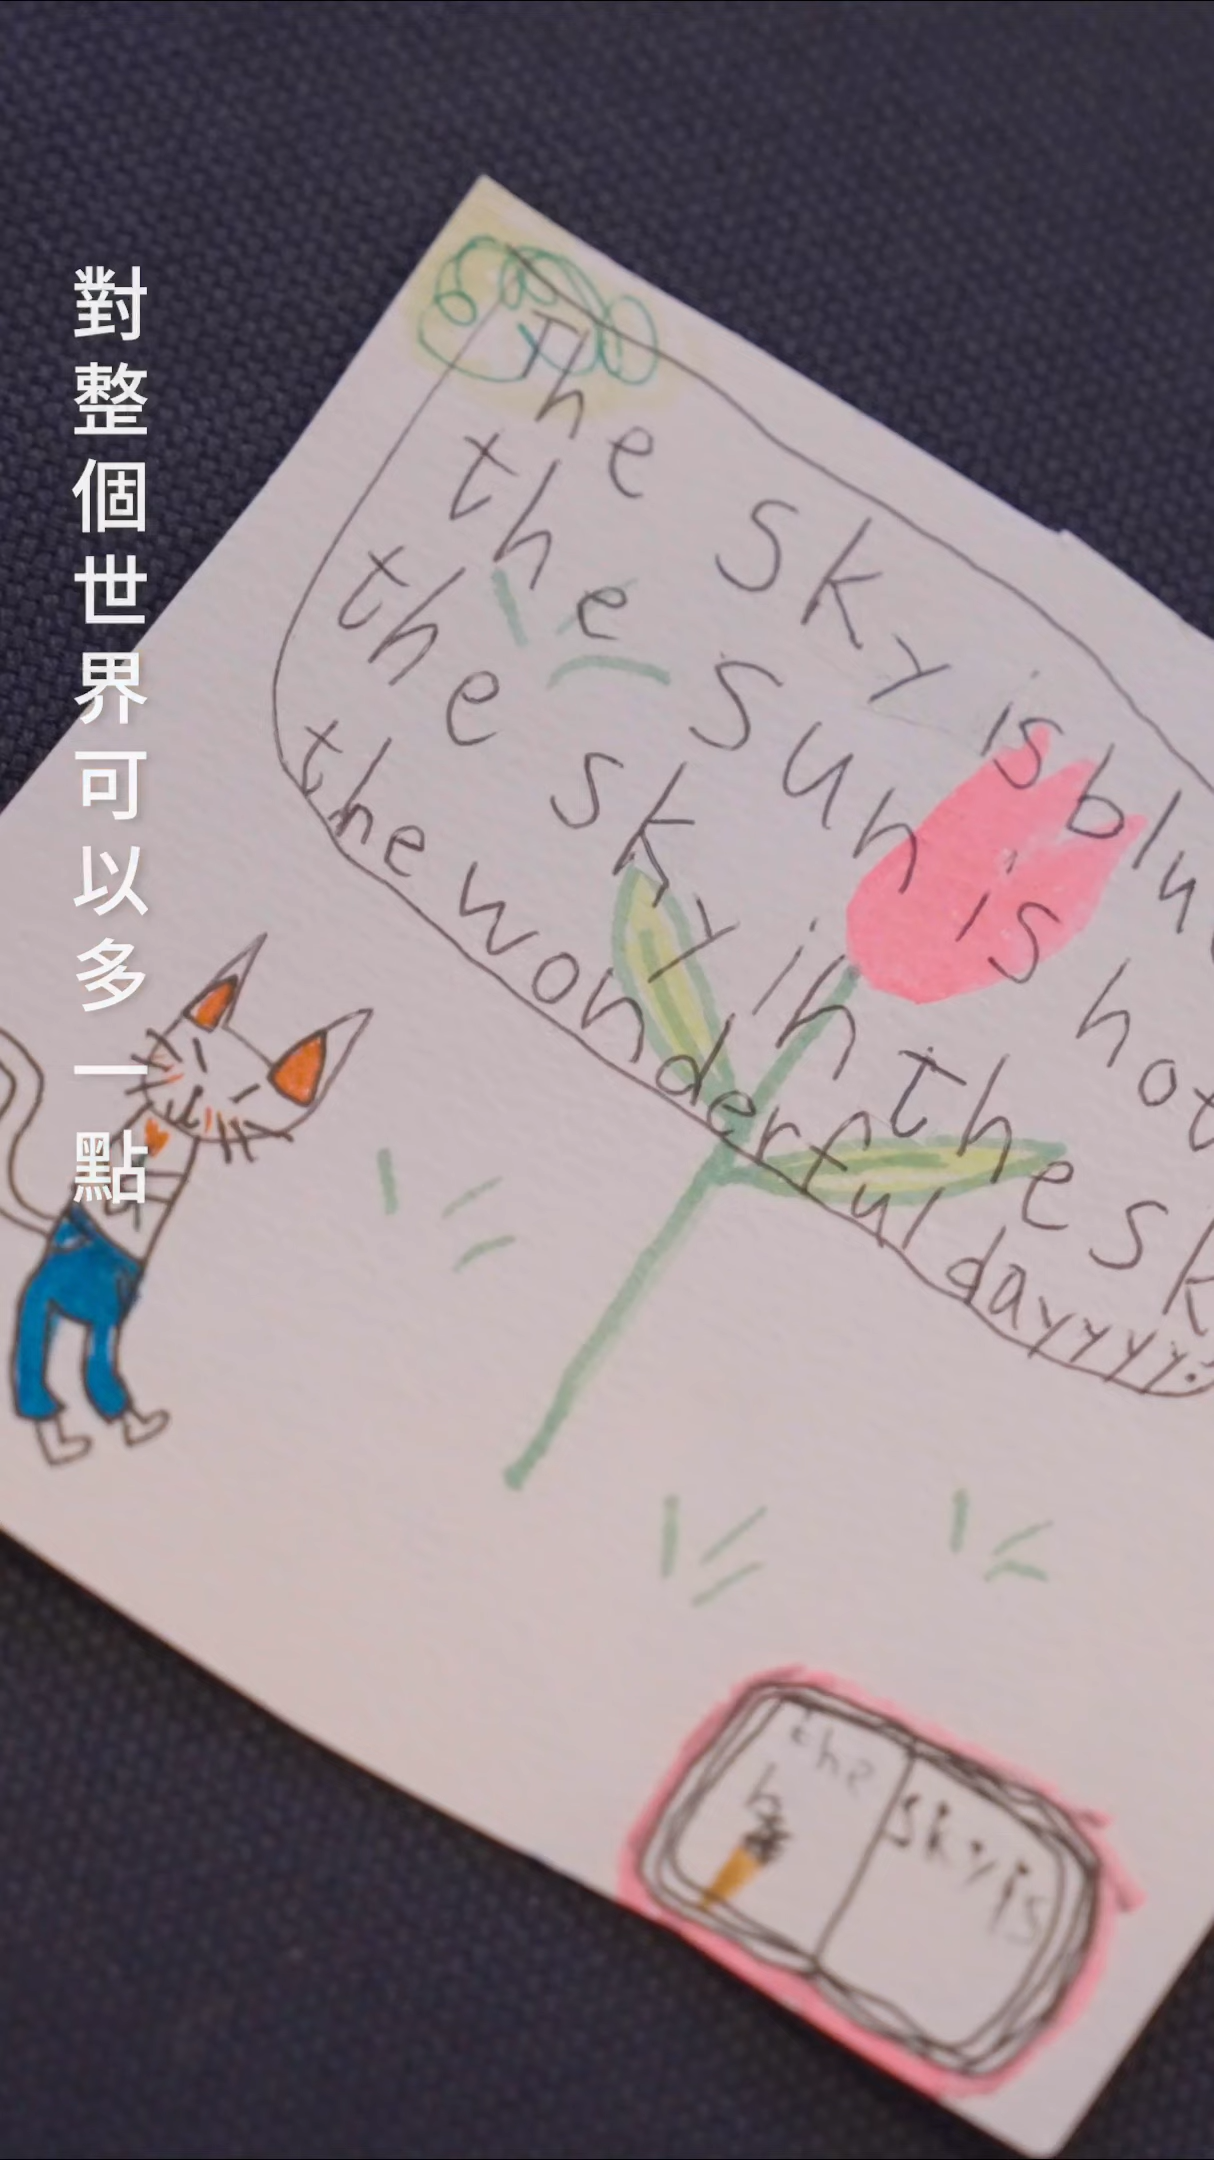 對整個世界可以多一點
The sky is blu
the sun is hot
the sky in the sk
the wonderful dayyyy:
the sky is
b